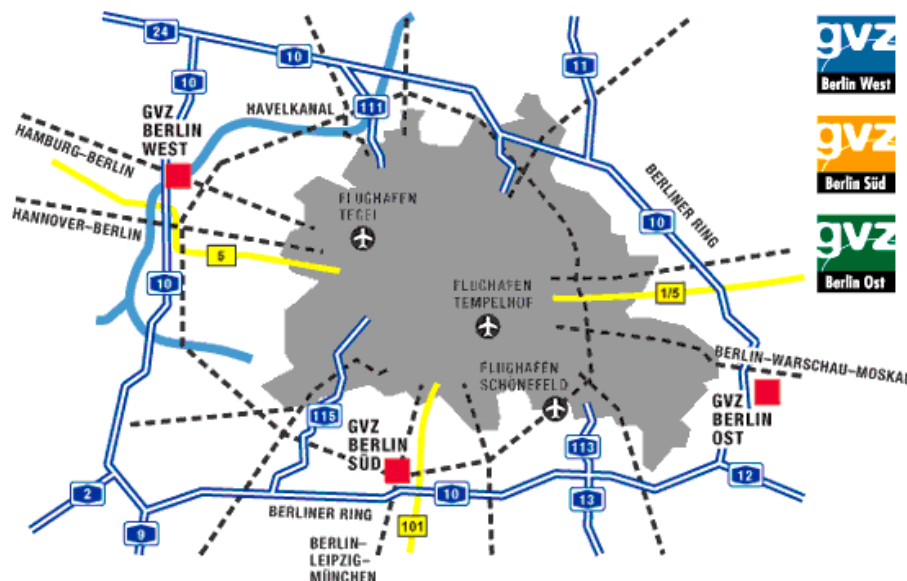 24
10
11
gvz
Berlin West
10
111
HAVELKANAL
GVZ
BERLIN
WEST
HAMBURG–BERLIN
gvz
Berlin Süd
BERLINER RING
FLUGHAFEN
TEGEL
HANNOVER–BERLIN
10
gvz
Berlin Ost
5
10
FLUGHAFEN
TEMPELHOF
1/5
BERLIN–WARSCHAU–MOSKAU
FLUGHAFEN
SCHÖNEFELD
GVZ
BERLIN
OST
115
GVZ
BERLIN
SÜD
113
12
2
10
13
BERLINER RING
101
9
BERLIN–
LEIPZIG–
MÜNCHEN